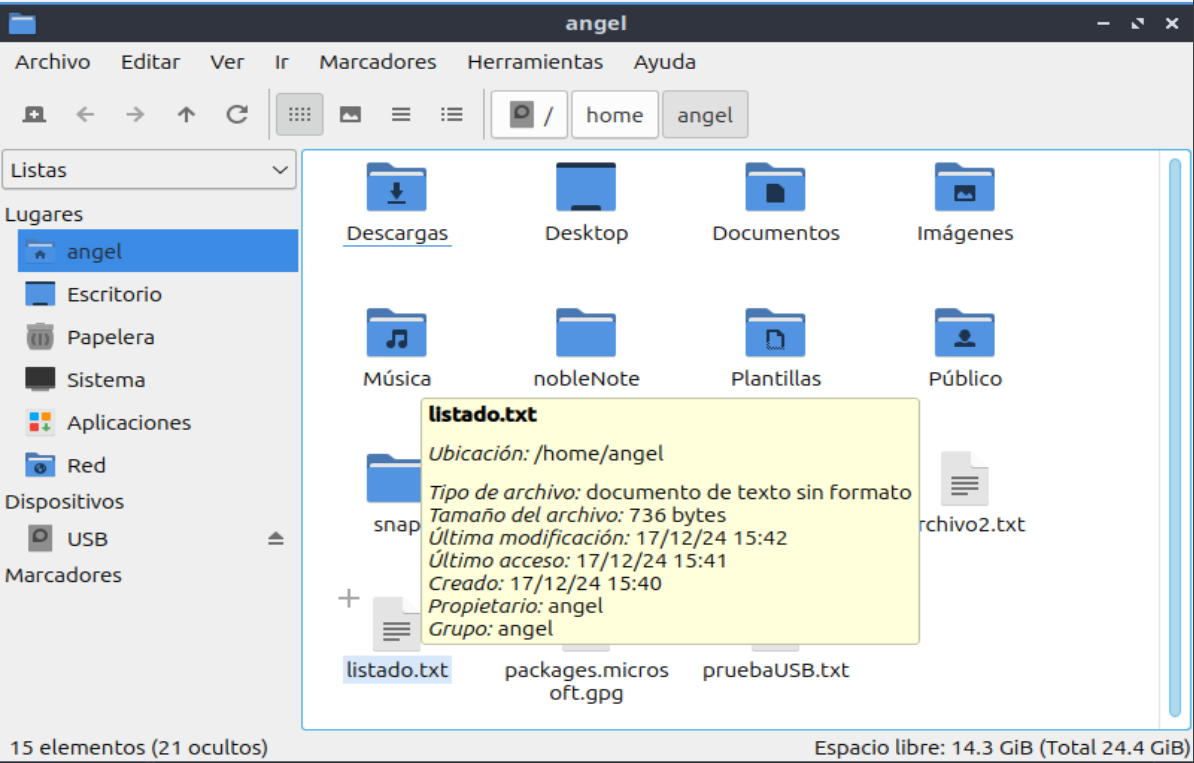 angel
Archivo Editar Ver Ir Marcadores Herramientas Ayuda
/ home angel
Listas
Lugares
angel
Escritorio
Papelera
Sistema
Aplicaciones
Red
Dispositivos
USB
Marcadores
Descargas Desktop Documentos Imágenes
Música nobleNote Plantillas Público
snap rchivo2.txt
listado.txt
Ubicación: /home/angel
Tipo de archivo: documento de texto sin formato
Tamaño del archivo: 736 bytes
Última modificación: 17/12/24 15:42
Último acceso: 17/12/24 15:41
Creado: 17/12/24 15:40
Propietario: angel
Grupo: angel
listado.txt packages.micros pruebaUSB.txt
oft.gpg
15 elementos (21 ocultos) Espacio libre: 14.3 GiB (Total 24.4 GiB)